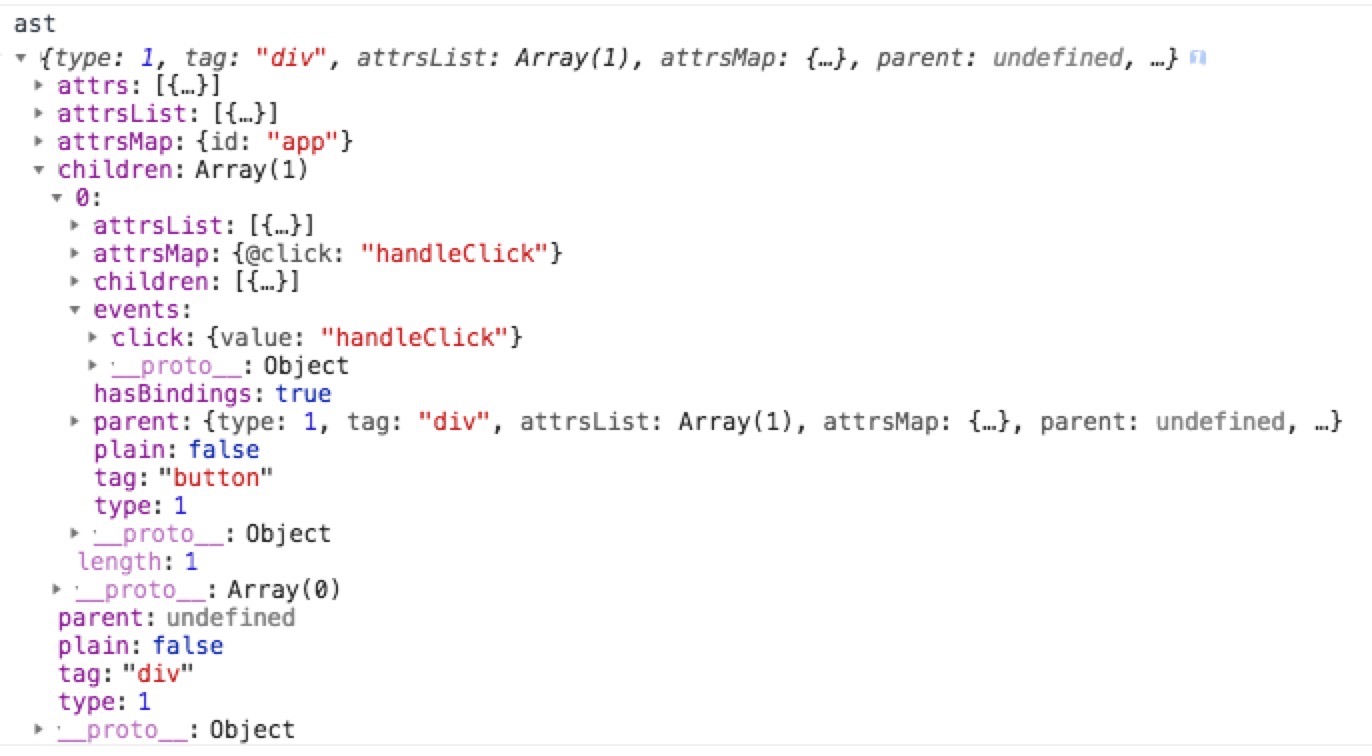 ast
{type: 1, tag: "div", attrsList: Array(1), attrsMap: {…}, parent: undefined, …}
attrs: [{…}]
attrsList: [{…}]
attrsMap: {id: "app"}
children: Array(1)
0:
attrsList: [{…}]
attrsMap: {@click: "handleClick"}
children: [{…}]
events:
click: {value: "handleClick"}
__proto__: Object
hasBindings: true
parent: {type: 1, tag: "div", attrsList: Array(1), attrsMap: {…}, parent: undefined, …}
plain: false
tag: "button"
type: 1
__proto__: Object
length: 1
__proto__: Array(0)
parent: undefined
plain: false
tag: "div"
type: 1
__proto__: Object